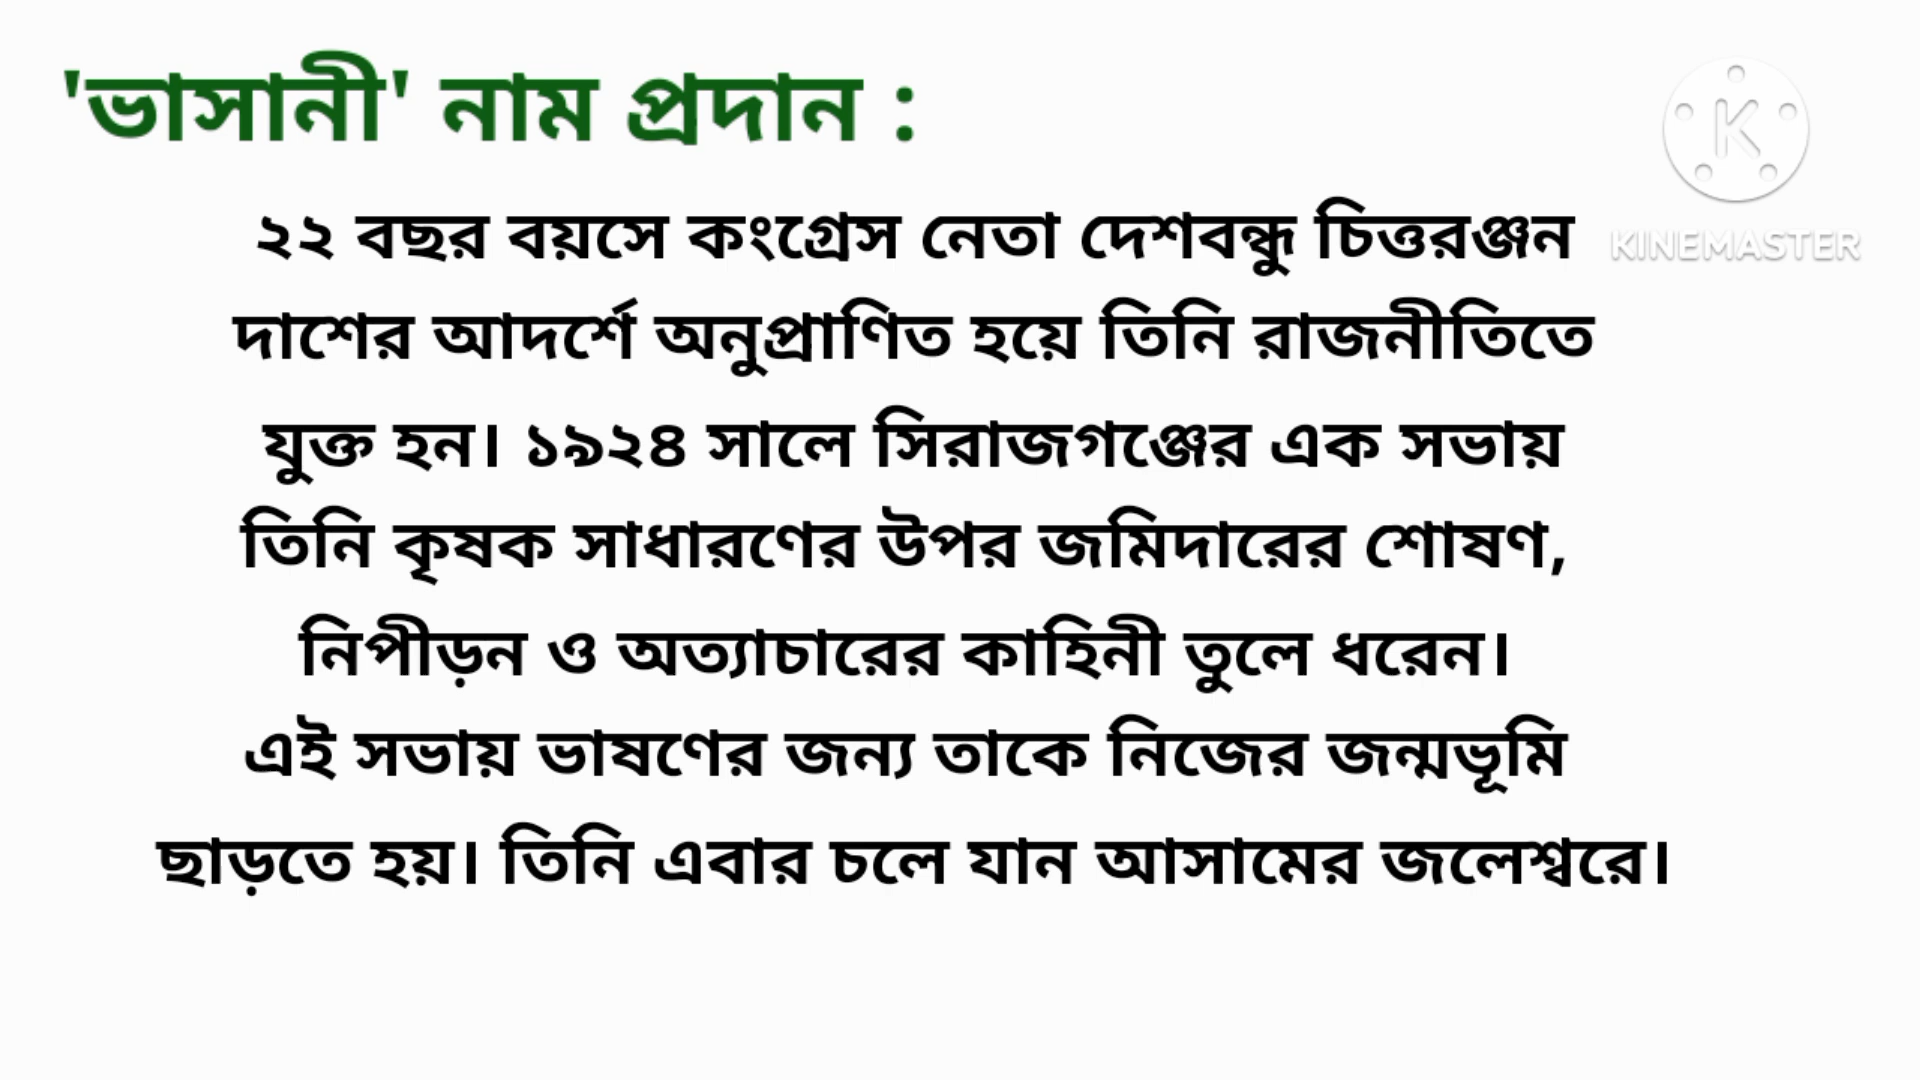 'ভাসানী' নাম প্রদান :
২২ বছর বয়সে কংগ্রেস নেতা দেশবন্ধু চিত্তরঞ্জন
দাশের আদর্শে অনুপ্রাণিত হয়ে তিনি রাজনীতিতে
যুক্ত হন। ১৯২৪ সালে সিরাজগঞ্জের এক সভায়
তিনি কৃষক সাধারণের উপর জমিদারের শোষণ,
নিপীড়ন ও অত্যাচারের কাহিনী তুলে ধরেন।
এই সভায় ভাষণের জন্য তাকে নিজের জন্মভূমি
ছাড়তে হয়। তিনি এবার চলে যান আসামের জলেশ্বরে।
K
KINEMASTER